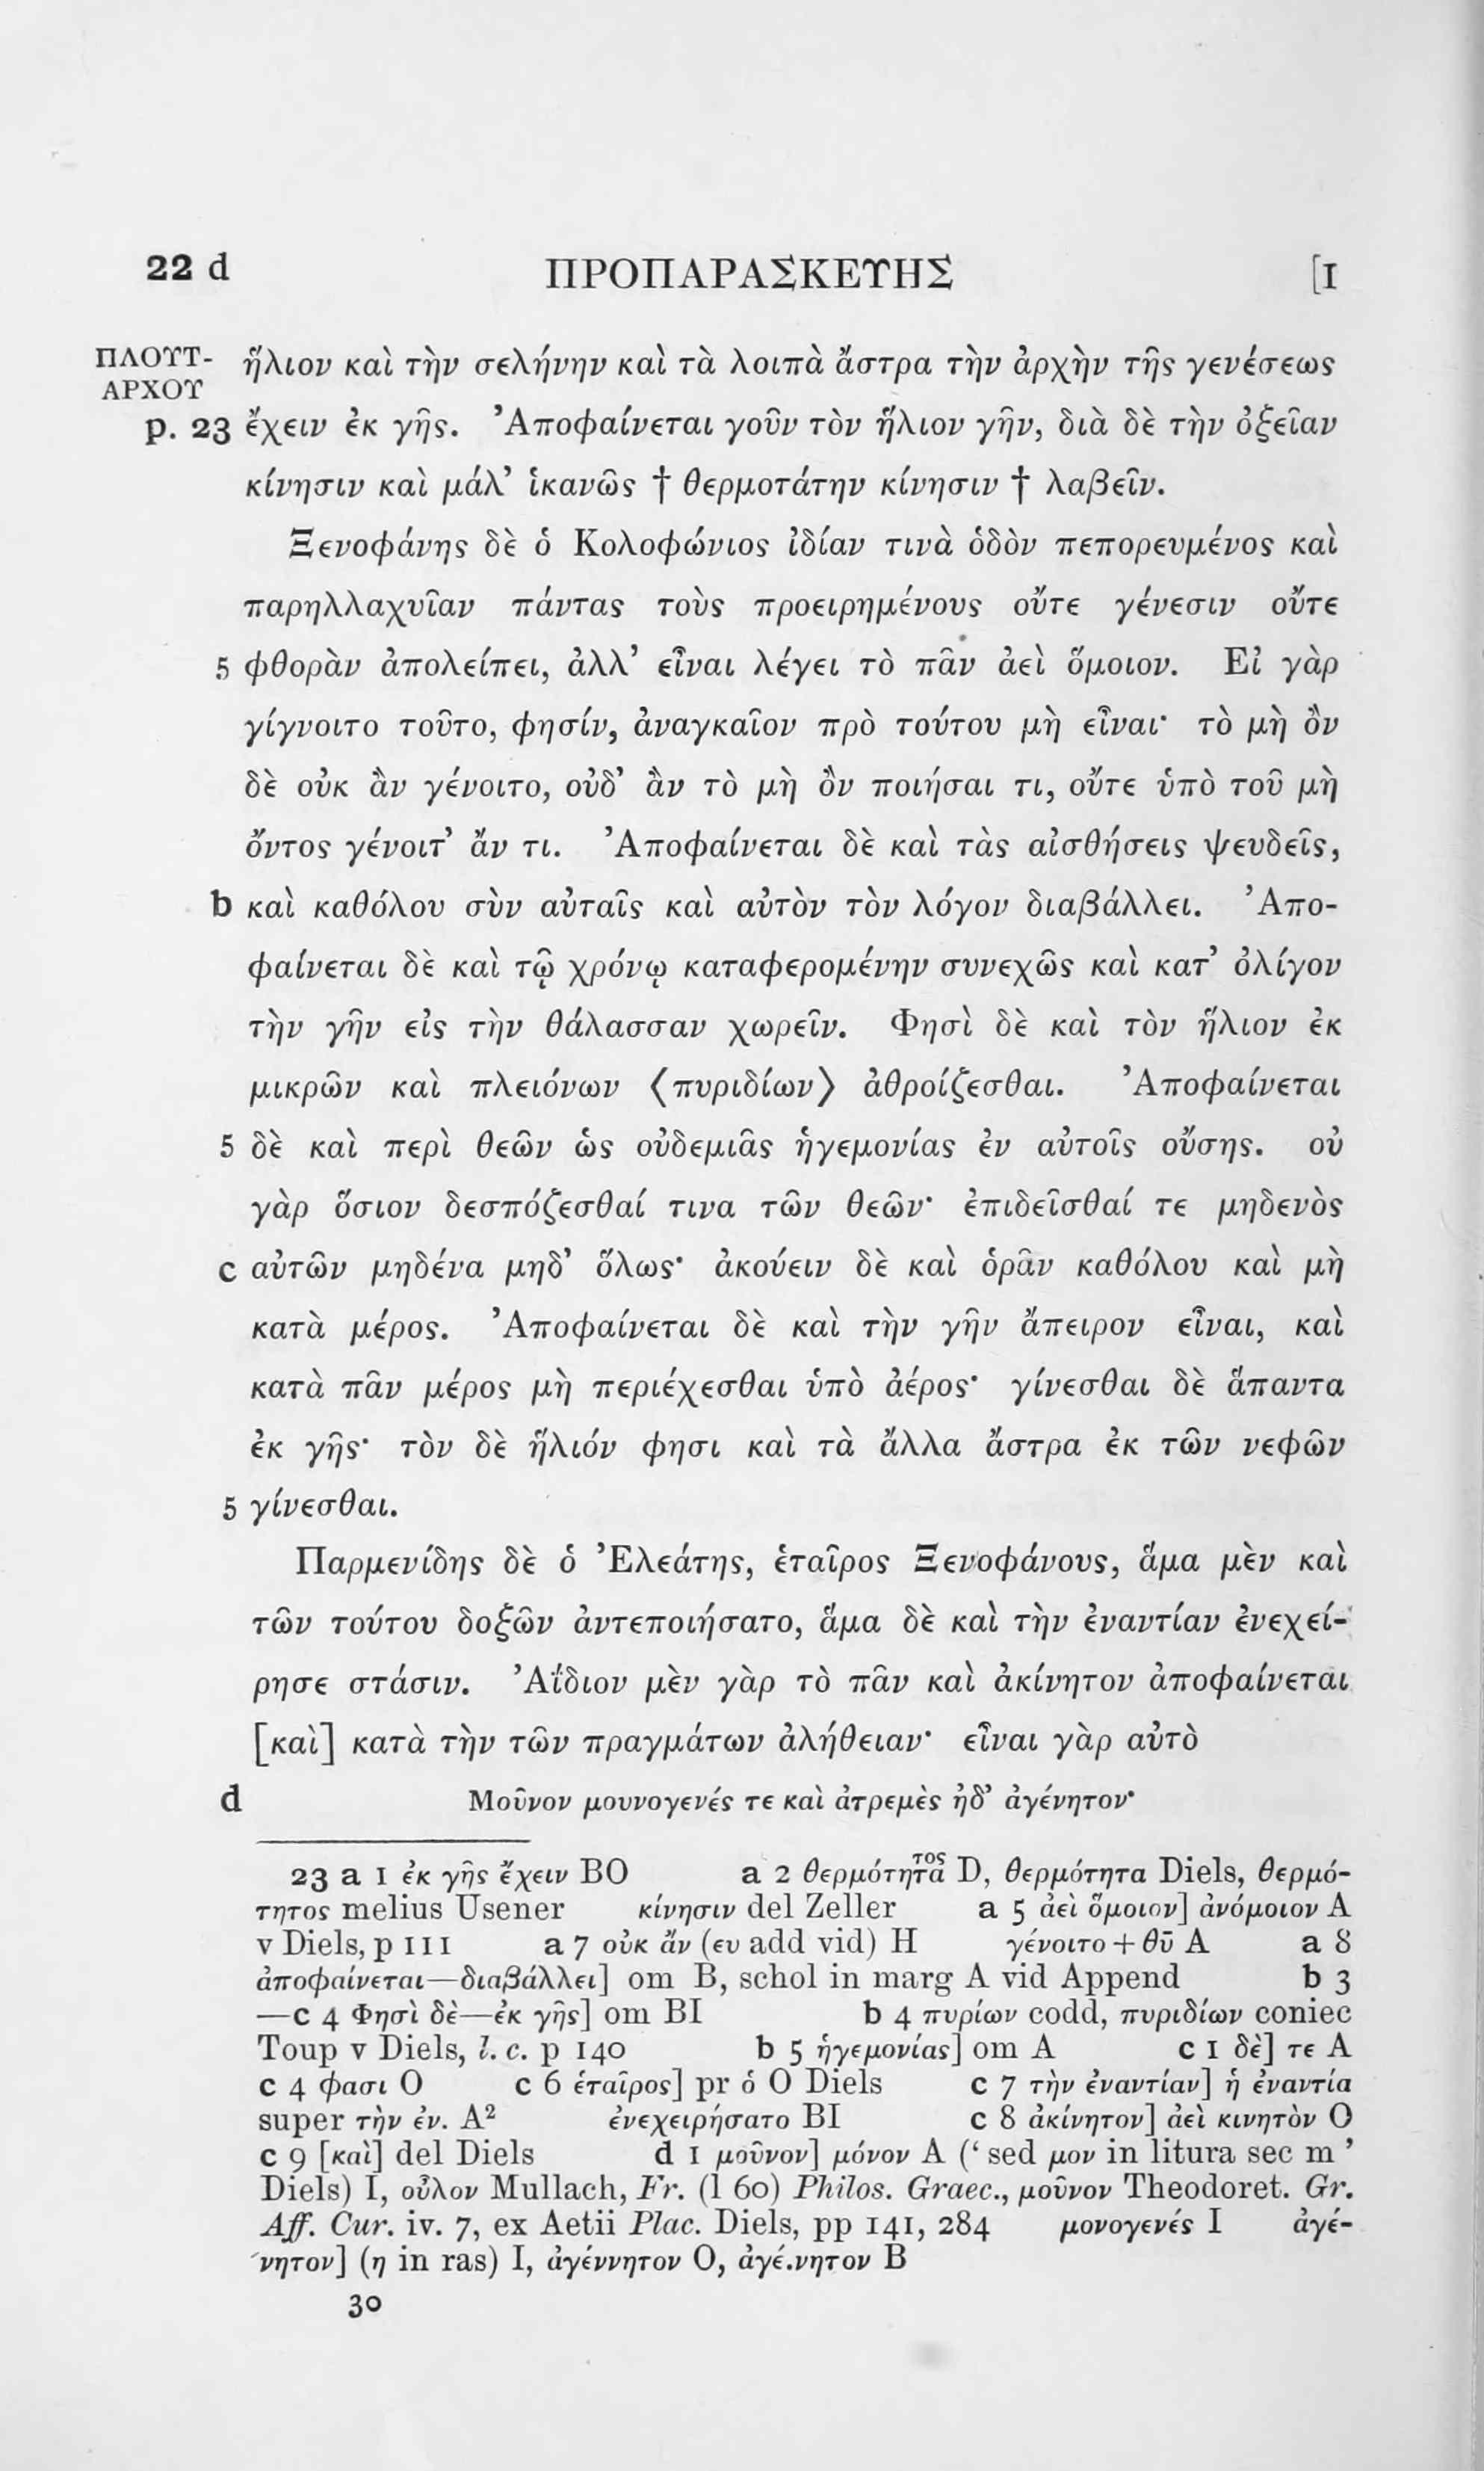 22 d ΠΡΟΠΑΡΑΣΚΕΥΗΣ [I
ΠΛΟΥΤ- ἥλιον καὶ τὴν σελήνην καὶ τὰ λοιπὰ ἄστρα τὴν ἀρχὴν τῆς γενέσεως
ΑΡΧΟΥ
p. 23 ἔχειν ἐκ γῆς. Ἀποφαίνεται γοῦν τὸν ἥλιον γῆν, διὰ δὲ τὴν ὀξεῖαν
κίνησιν καὶ μάλ’ ἱκανῶς † θερμοτάτην κίνησιν † λαβεῖν.
Ξενοφάνης δὲ ὁ Κολοφώνιος ἰδίαν τινὰ ὁδὸν πεπορευμένος καὶ
παρηλλαχυῖαν πάντας τοὺς προειρημένους οὔτε γένεσιν οὔτε
5 φθορὰν ἀπολείπει, ἀλλ’ εἶναι λέγει τὸ πᾶν ἀεὶ ὅμοιον. Εἰ γὰρ
γίγνοιτο τοῦτο, φησίν, ἀναγκαῖον πρὸ τούτου μὴ εἶναι· τὸ μὴ ὂν
δὲ οὐκ ἂν γένοιτο, οὐδ’ ἂν τὸ μὴ ὂν ποιήσαι τι, οὔτε ὑπὸ τοῦ μὴ
ὄντος γένοιτ’ ἄν τι. Ἀποφαίνεται δὲ καὶ τὰς αἰσθήσεις ψευδεῖς,
b καὶ καθόλου σὺν αὐταῖς καὶ αὐτὸν τὸν λόγον διαβάλλει. Ἀπο-
φαίνεται δὲ καὶ τῷ χρόνῳ καταφερομένην συνεχῶς καὶ κατ’ ὀλίγον
τὴν γῆν εἰς τὴν θάλασσαν χωρεῖν. Φησὶ δὲ καὶ τὸν ἥλιον ἐκ
μικρῶν καὶ πλειόνων ⟨πυριδίων⟩ ἀθροίζεσθαι. Ἀποφαίνεται
5 δὲ καὶ περὶ θεῶν ὡς οὐδεμιᾶς ἡγεμονίας ἐν αὐτοῖς οὔσης. οὐ
γὰρ ὅσιον δεσπόζεσθαί τινα τῶν θεῶν· ἐπιδεῖσθαί τε μηδενὸς
c αὐτῶν μηδένα μηδ’ ὅλως· ἀκούειν δὲ καὶ ὁρᾶν καθόλου καὶ μὴ
κατὰ μέρος. Ἀποφαίνεται δὲ καὶ τὴν γῆν ἄπειρον εἶναι, καὶ
κατὰ πᾶν μέρος μὴ περιέχεσθαι ὑπὸ ἀέρος· γίνεσθαι δὲ ἅπαντα
ἐκ γῆς· τὸν δὲ ἥλιόν φησι καὶ τὰ ἄλλα ἄστρα ἐκ τῶν νεφῶν
5 γίνεσθαι.
Παρμενίδης δὲ ὁ Ἐλεάτης, ἑταῖρος Ξενοφάνους, ἅμα μὲν καὶ
τῶν τούτου δοξῶν ἀντεποιήσατο, ἅμα δὲ καὶ τὴν ἐναντίαν ἐνεχεί-
ρησε στάσιν. Ἀΐδιον μὲν γὰρ τὸ πᾶν καὶ ἀκίνητον ἀποφαίνεται
[καὶ] κατὰ τὴν τῶν πραγμάτων ἀλήθειαν· εἶναι γὰρ αὐτὸ
d Μοῦνον μουνογενές τε καὶ ἀτρεμὲς ἠδ’ ἀγένητον·
23 a 1 ἐκ γῆς ἔχειν BO a 2 θερμότητα^τος D, θερμότητα Diels, θερμό-
τητος melius Usener κίνησιν del Zeller a 5 ἀεὶ ὅμοιον] ἀνόμοιον A
v Diels, p 111 a 7 οὐκ ἄν (ευ add vid) H γένοιτο + θῡ A a 8
ἀποφαίνεται—διαβάλλει] om B, schol in marg A vid Append b 3
—c 4 Φησὶ δὲ—ἐκ γῆς] om BI b 4 πυρίων codd, πυριδίων coniec
Toup v Diels, l. c. p 140 b 5 ἡγεμονίας] om A c 1 δὲ] τε A
c 4 φασι O c 6 ἑταῖρος] pr ὁ O Diels c 7 τὴν ἐναντίαν] ἡ ἐναντία
super τὴν ἐν. A² ἐνεχειρήσατο BI c 8 ἀκίνητον] ἀεὶ κινητὸν O
c 9 [καὶ] del Diels d 1 μοῦνον] μόνον A (‘ sed μον in litura sec m ’
Diels) I, οὖλον Mullach, Fr. (1 60) Philos. Graec., μοῦνον Theodoret. Gr.
Aff. Cur. iv. 7, ex Aetii Plac. Diels, pp 141, 284 μονογενές I ἀγέ-
νητον] (η in ras) I, ἀγέννητον O, ἀγέ.νητον B
30